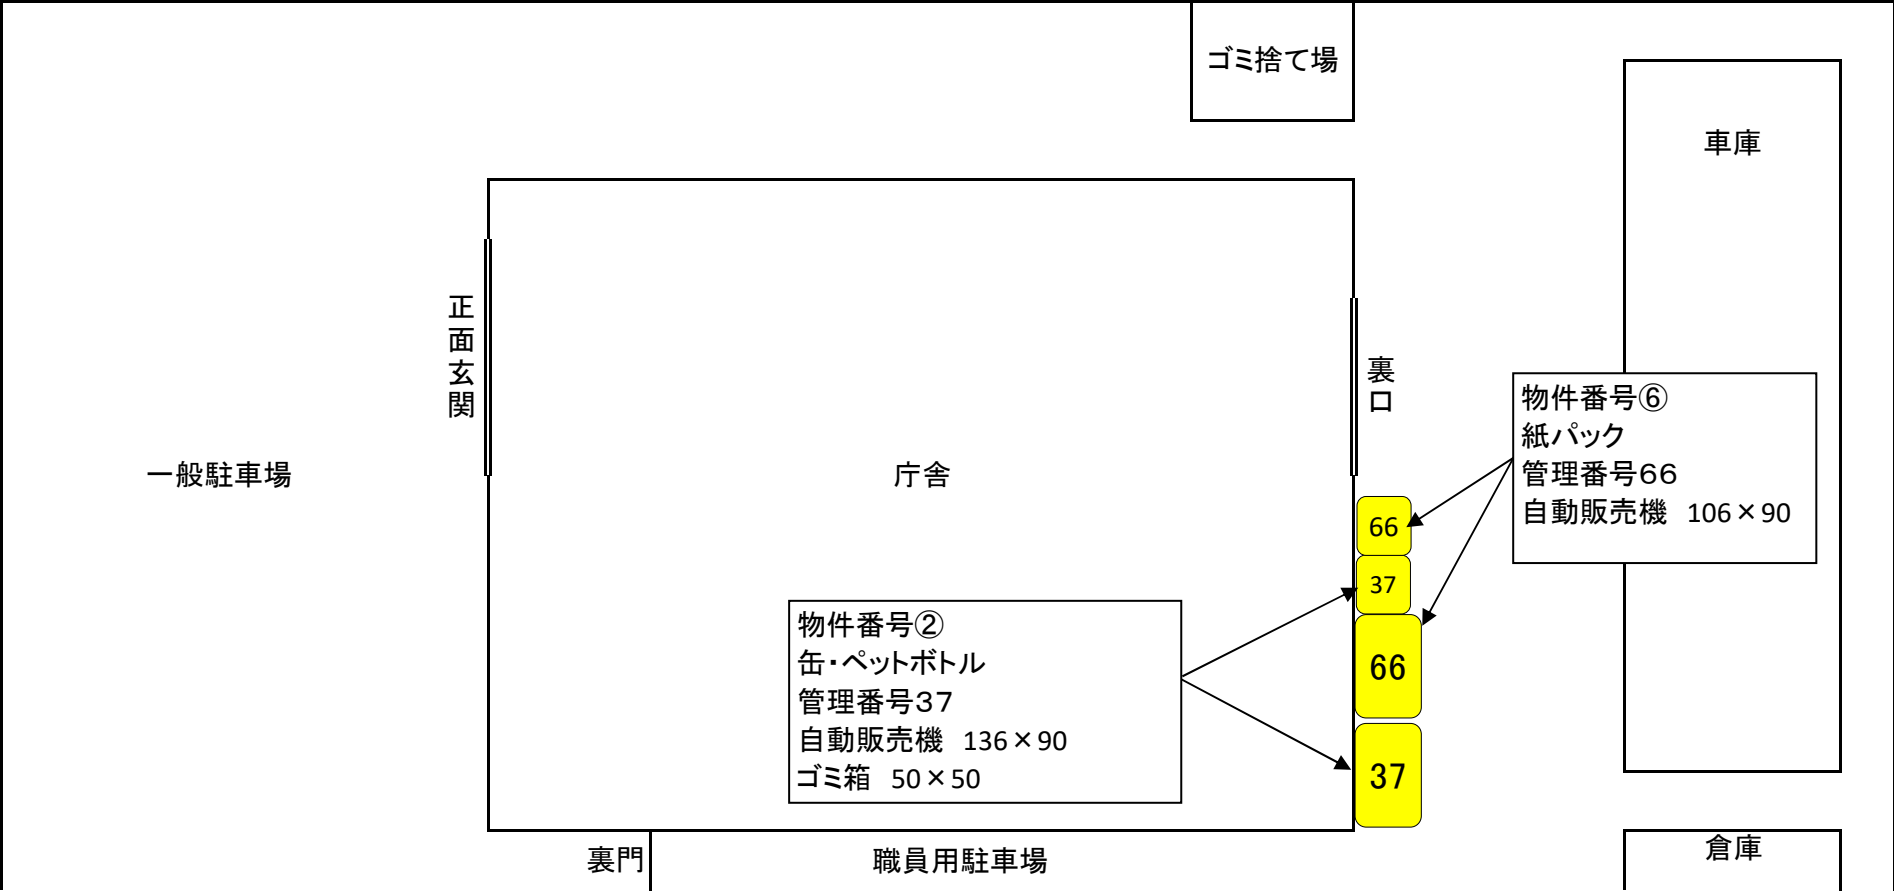 ゴミ捨て場
車庫
正面玄関
裏口
物件番号⑥
紙パック
管理番号66
自動販売機 106×90
一般駐車場
庁舎
66
37
物件番号②
缶・ペットボトル
管理番号37
自動販売機 136×90
ゴミ箱 50×50
66
37
裏門
職員用駐車場
倉庫